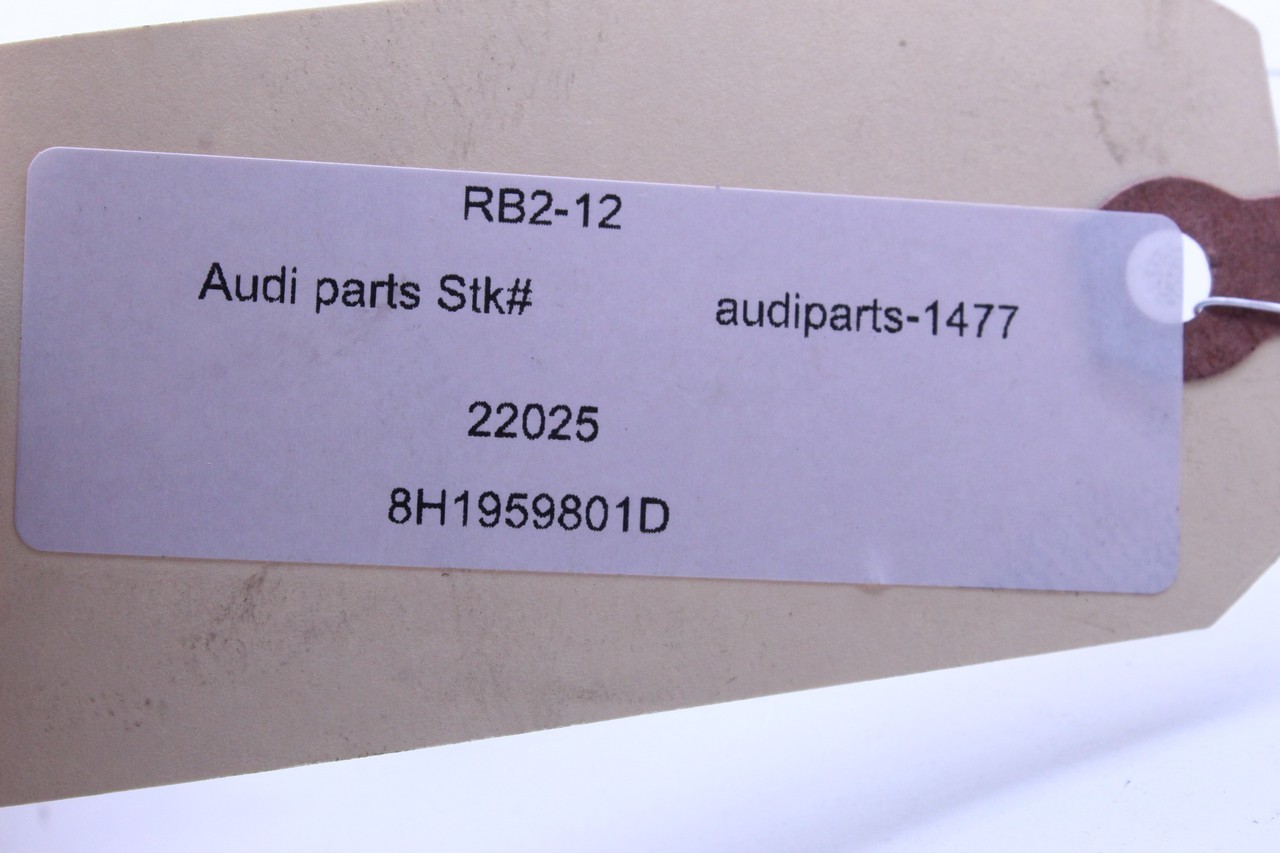 RB2-12
Audi parts Stk# audiparts-1477
22025
8H1959801D